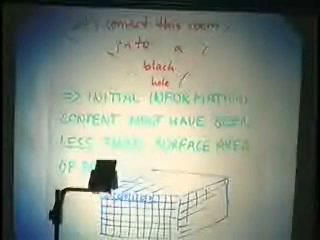 convert this room
into a
black
hole
=> INITIAL INFORMATION
CONTENT MUST HAVE BEEN
LESS THAN SURFACE AREA
OF